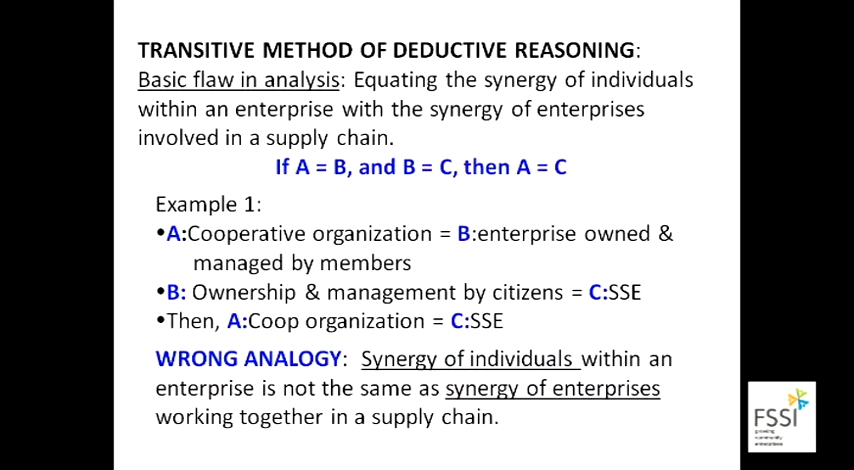 TRANSITIVE METHOD OF DEDUCTIVE REASONING:
Basic flaw in analysis: Equating the synergy of individuals
within an enterprise with the synergy of enterprises
involved in a supply chain.
If A = B, and B = C, then A = C
Example 1:
•A:Cooperative organization = B:enterprise owned &
managed by members
•B: Ownership & management by citizens = C:SSE
•Then, A:Coop organization = C:SSE
WRONG ANALOGY: Synergy of individuals within an
enterprise is not the same as synergy of enterprises
working together in a supply chain.
FSSI
growing
community
enterprises